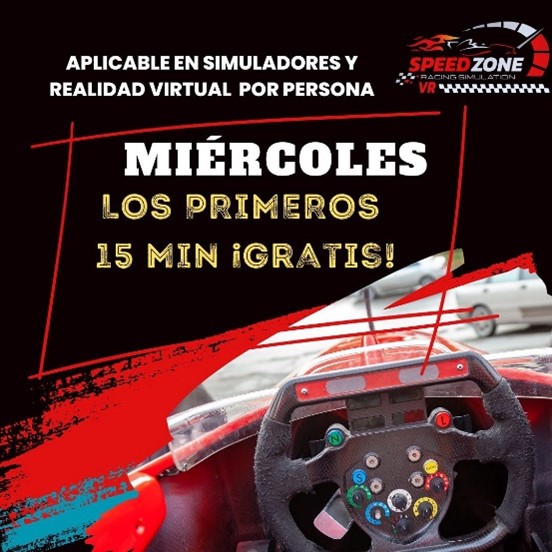 APLICABLE EN SIMULADORES Y
REALIDAD VIRTUAL POR PERSONA
SPEEDZONE
RACING SIMULATION
VR
MIÉRCOLES
LOS PRIMEROS
15 MIN ¡GRATIS!
N
L
S